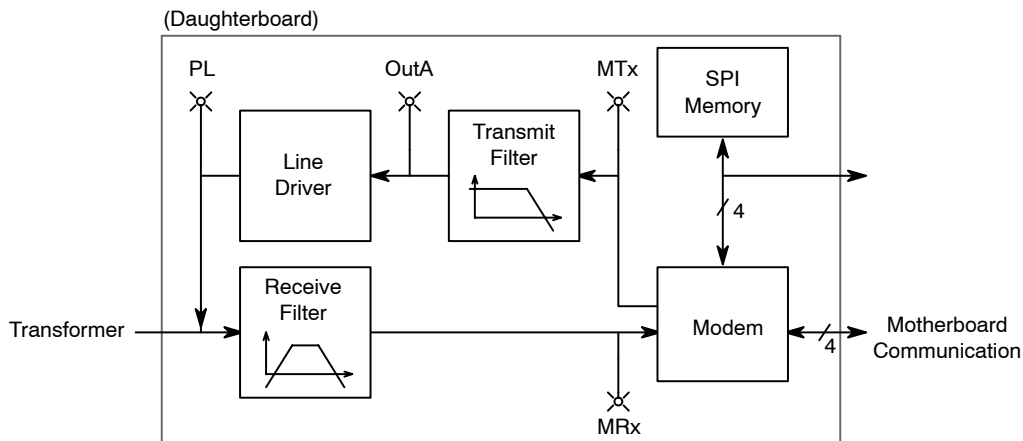 (Daughterboard)
PL
OutA
MTx
SPI
Memory
Transmit
Filter
Line
Driver
4
Receive
Filter
Transformer
Modem
4
Motherboard
Communication
MRx